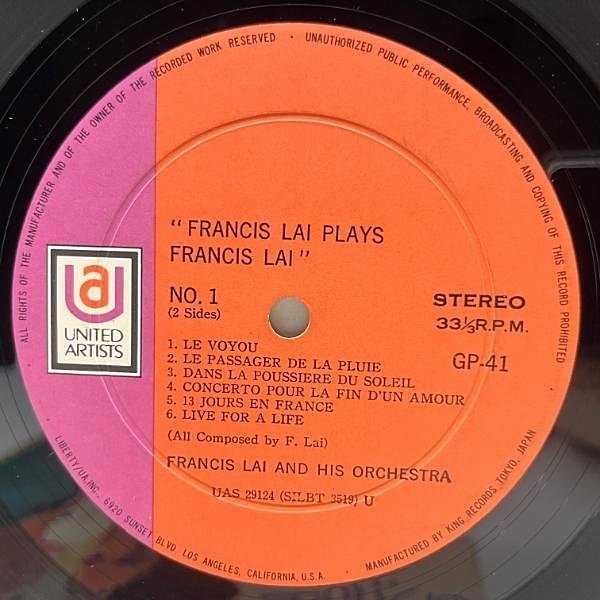 ALL RIGHTS OF THE MANUFACTURER AND OF THE OWNER OF THE RECORDED WORK RESERVED • UNAUTHORIZED PUBLIC PERFORMANCE, BROADCASTING AND COPYING OF THIS RECORD PROHIBITED
" FRANCIS LAI PLAYS
FRANCIS LAI "
NO. 1
(2 Sides)
STEREO
33⅓R.P.M.
GP-41
UA
UNITED
ARTISTS
1. LE VOYOU
2. LE PASSAGER DE LA PLUIE
3. DANS LA POUSSIERE DU SOLEIL
4. CONCERTO POUR LA FIN D'UN AMOUR
5. 13 JOURS EN FRANCE
6. LIVE FOR A LIFE
(All Composed by F. Lai)
FRANCIS LAI AND HIS ORCHESTRA
UAS 29124 (SILBT 3519) U
LIBERTY/UA, INC. 6920 SUNSET BLVD. LOS ANGELES, CALIFORNIA, U.S.A.
MANUFACTURED BY KING RECORDS TOKYO, JAPAN